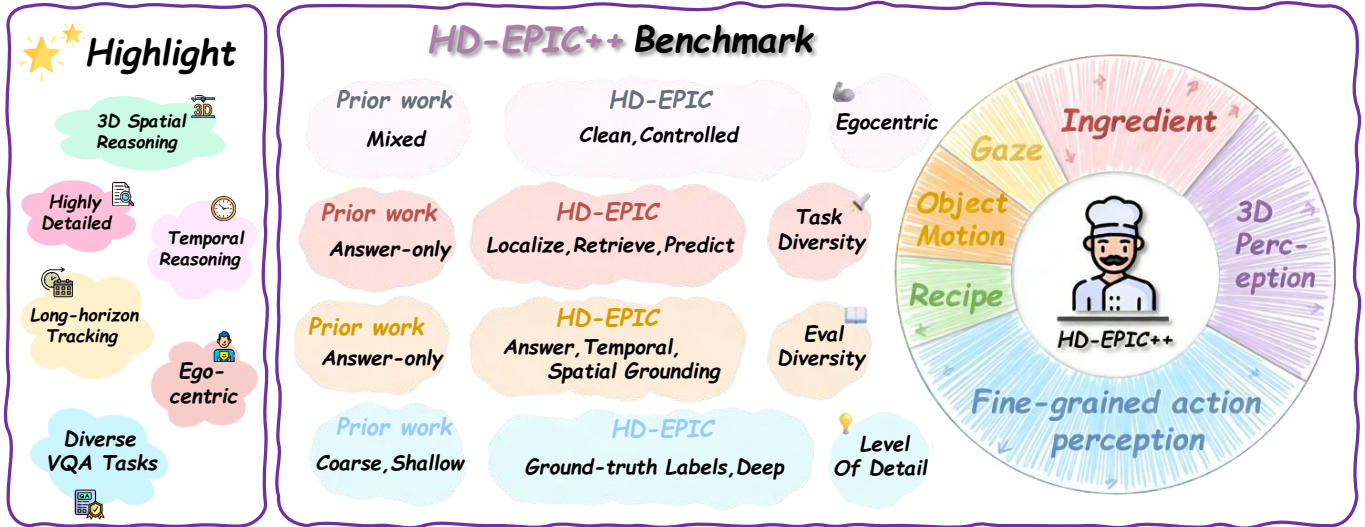 Highlight
3D
3D Spatial
Reasoning
Highly
Detailed
Temporal
Reasoning
Long-horizon
Tracking
Ego-
centric
Diverse
VQA Tasks
QA
HD-EPIC++ Benchmark
Prior work
Mixed
HD-EPIC
Clean,Controlled
Egocentric
Prior work
Answer-only
HD-EPIC
Localize,Retrieve,Predict
Task
Diversity
Prior work
Answer-only
HD-EPIC
Answer,Temporal,
Spatial Grounding
Eval
Diversity
Prior work
Coarse,Shallow
HD-EPIC
Ground-truth Labels,Deep
Level
Of Detail
Ingredient
Gaze
Object
Motion
Recipe
3D
Perc-
eption
Fine-grained action
perception
HD-EPIC++